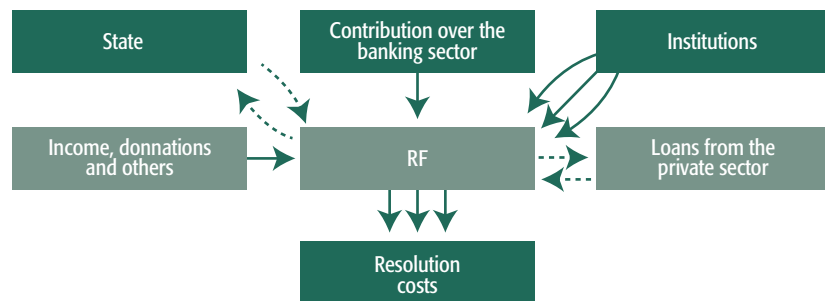 State
Contribution over the
banking sector
Institutions
Income, donnations
and others
RF
Loans from the
private sector
Resolution
costs